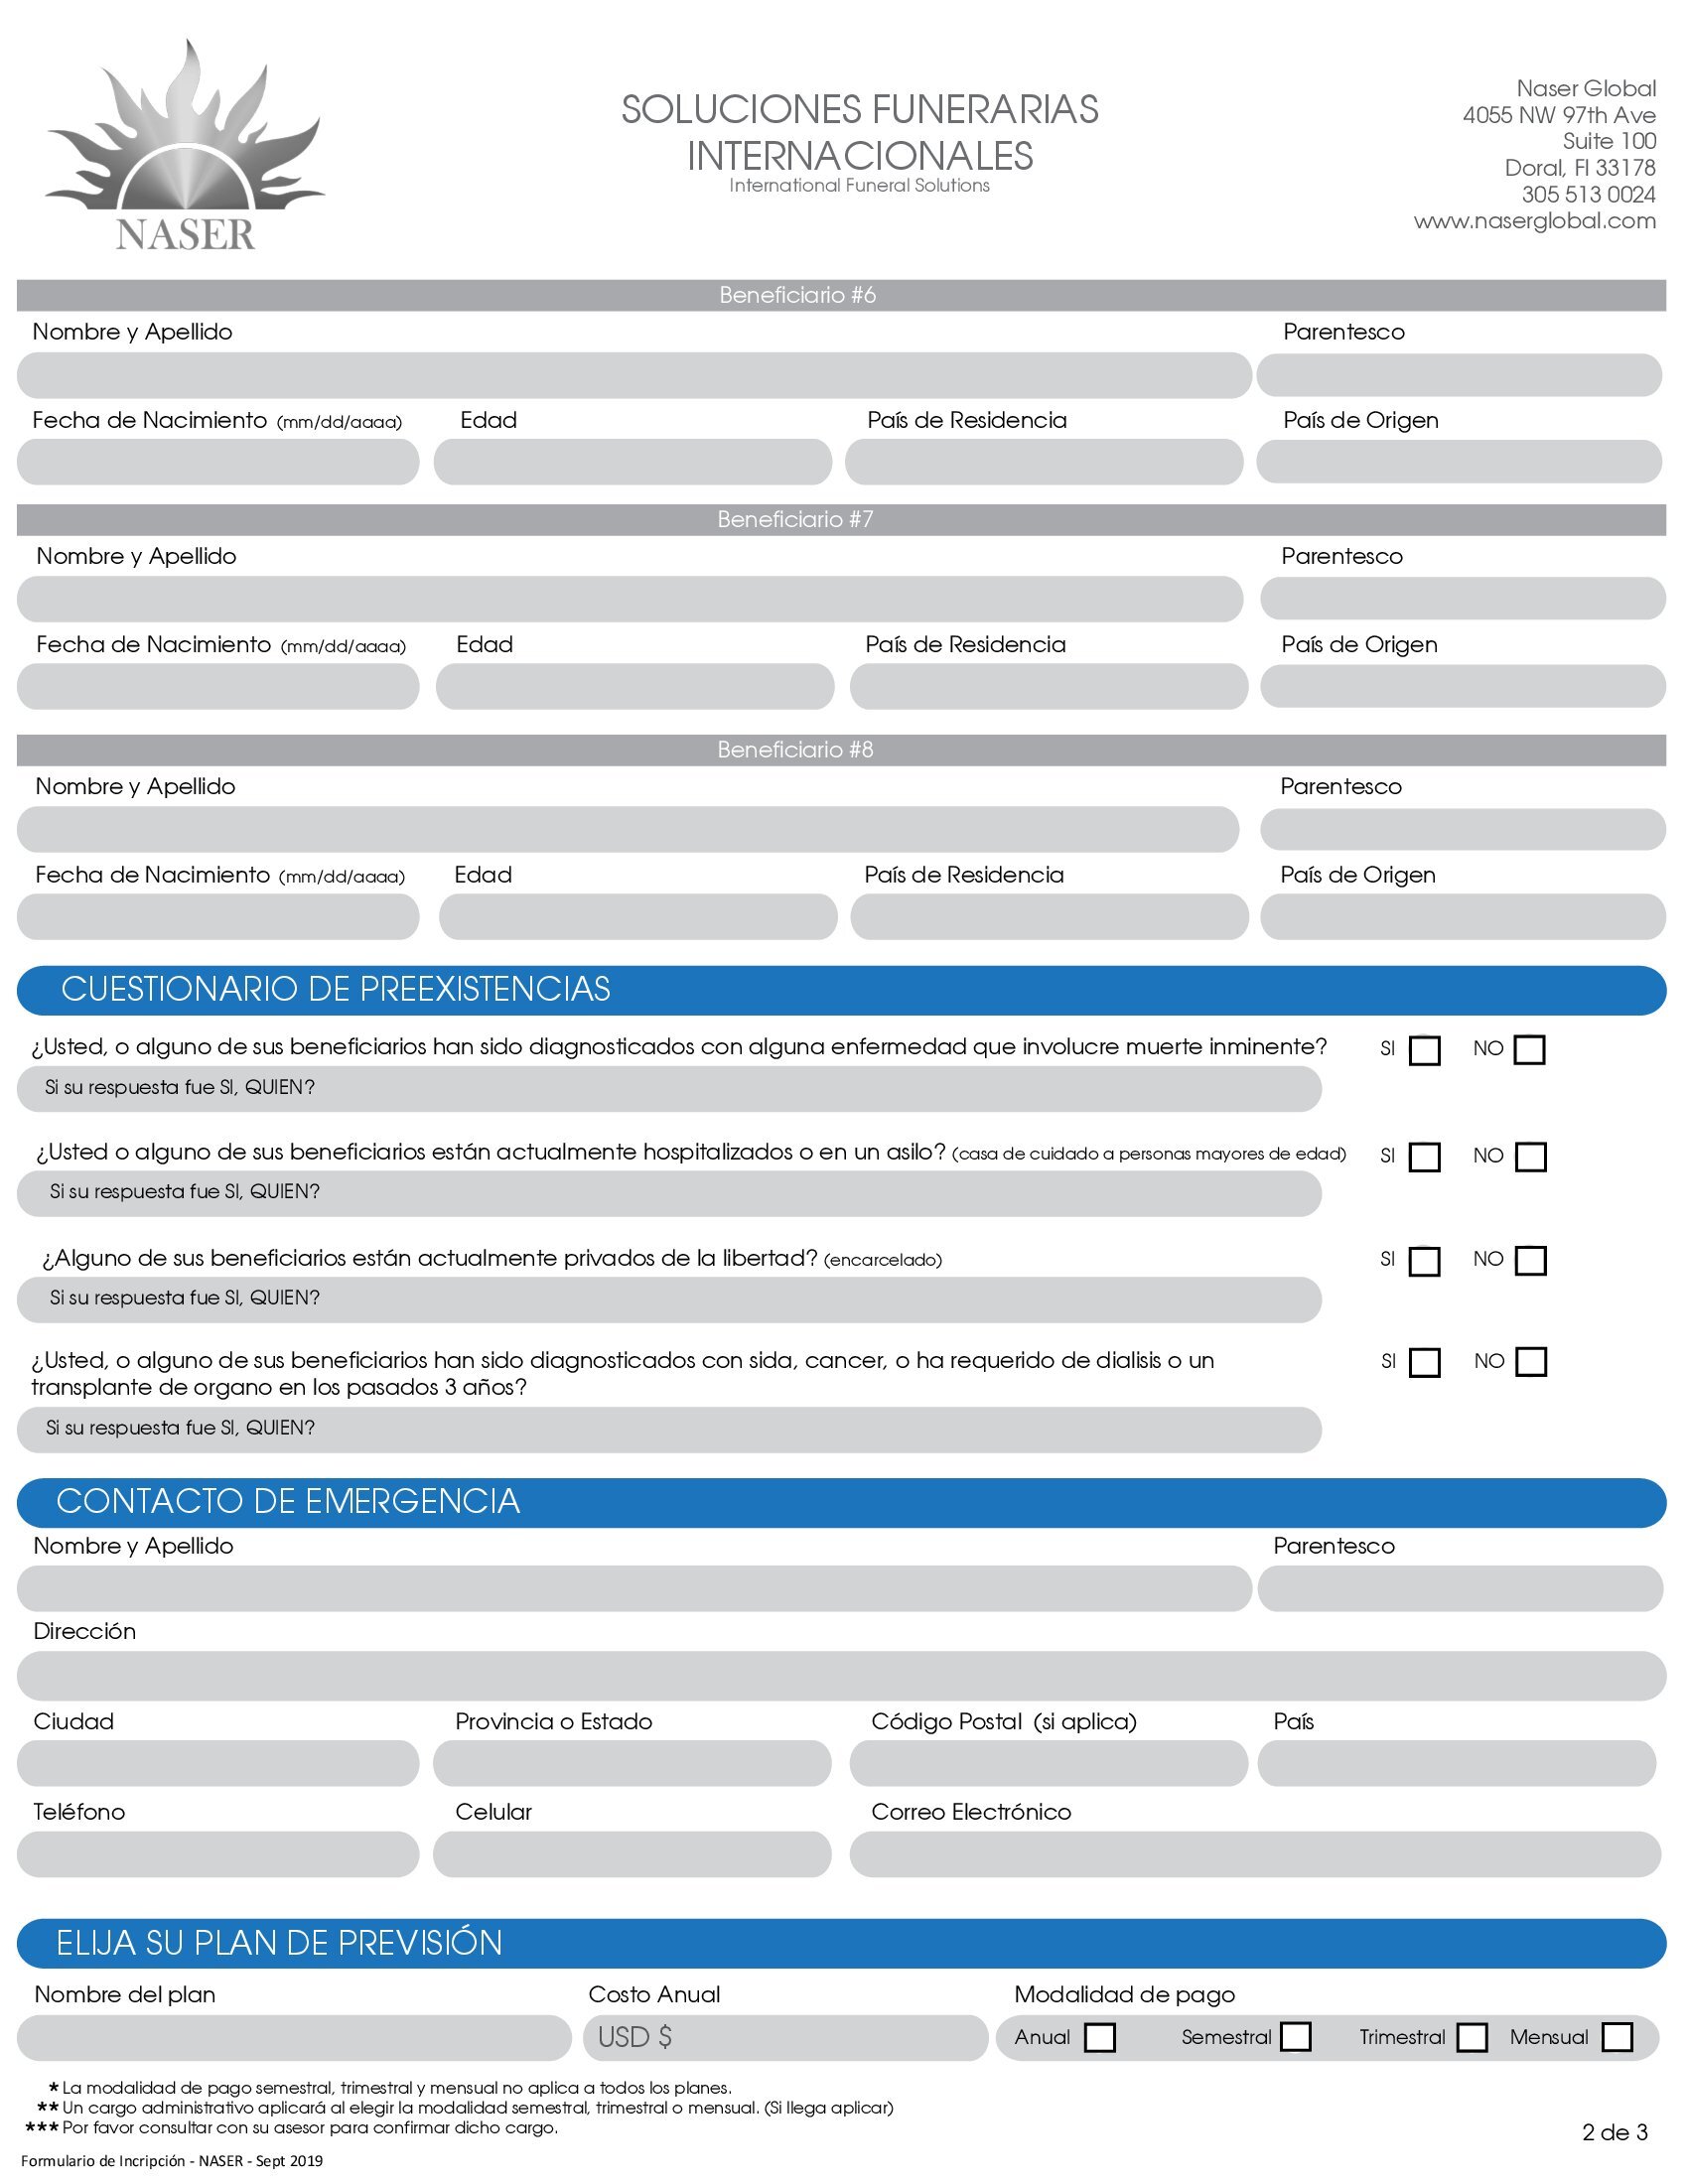 NASER
SOLUCIONES FUNERARIAS
INTERNACIONALES
International Funeral Solutions
Naser Global
4055 NW 97th Ave
Suite 100
Doral, Fl 33178
305 513 0024
www.naserglobal.com
Beneficiario #6
Nombre y Apellido Parentesco
Fecha de Nacimiento (mm/dd/aaaa) Edad País de Residencia País de Origen
Beneficiario #7
Nombre y Apellido Parentesco
Fecha de Nacimiento (mm/dd/aaaa) Edad País de Residencia País de Origen
Beneficiario #8
Nombre y Apellido Parentesco
Fecha de Nacimiento (mm/dd/aaaa) Edad País de Residencia País de Origen
CUESTIONARIO DE PREEXISTENCIAS
¿Usted, o alguno de sus beneficiarios han sido diagnosticados con alguna enfermedad que involucre muerte inminente? SI NO
Si su respuesta fue SI, QUIEN?
¿Usted o alguno de sus beneficiarios están actualmente hospitalizados o en un asilo? (casa de cuidado a personas mayores de edad) SI NO
Si su respuesta fue SI, QUIEN?
¿Alguno de sus beneficiarios están actualmente privados de la libertad? (encarcelado) SI NO
Si su respuesta fue SI, QUIEN?
¿Usted, o alguno de sus beneficiarios han sido diagnosticados con sida, cancer, o ha requerido de dialisis o un SI NO
transplante de organo en los pasados 3 años?
Si su respuesta fue SI, QUIEN?
CONTACTO DE EMERGENCIA
Nombre y Apellido Parentesco
Dirección
Ciudad Provincia o Estado Código Postal (si aplica) País
Teléfono Celular Correo Electrónico
ELIJA SU PLAN DE PREVISIÓN
Nombre del plan Costo Anual Modalidad de pago
USD $ Anual Semestral Trimestral Mensual
* La modalidad de pago semestral, trimestral y mensual no aplica a todos los planes.
** Un cargo administrativo aplicará al elegir la modalidad semestral, trimestral o mensual. (Si llega aplicar)
*** Por favor consultar con su asesor para confirmar dicho cargo.
2 de 3
Formulario de Incripción - NASER - Sept 2019